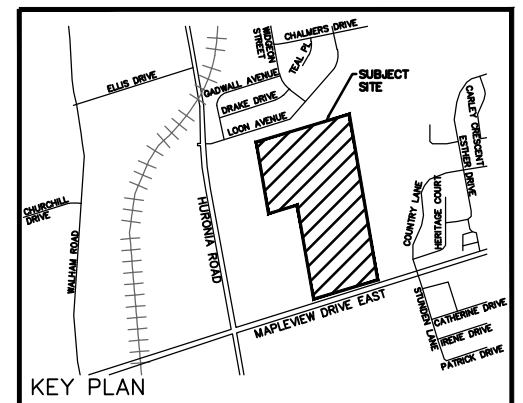 WIDGEON
STREET
CHALMERS DRIVE
TEAL PL
ELLIS DRIVE
GADWALL AVENUE
SUBJECT
SITE
DRAKE DRIVE
LOON AVENUE
CARLEY CRESCENT
ESTHER DRIVE
CHURCHILL
DRIVE
WALHAM ROAD
HURONIA ROAD
COUNTRY LANE
HERITAGE COURT
MAPLEVIEW DRIVE EAST
STUNDEN LANE
CATHERINE DRIVE
IRENE DRIVE
PATRICK DRIVE
KEY PLAN